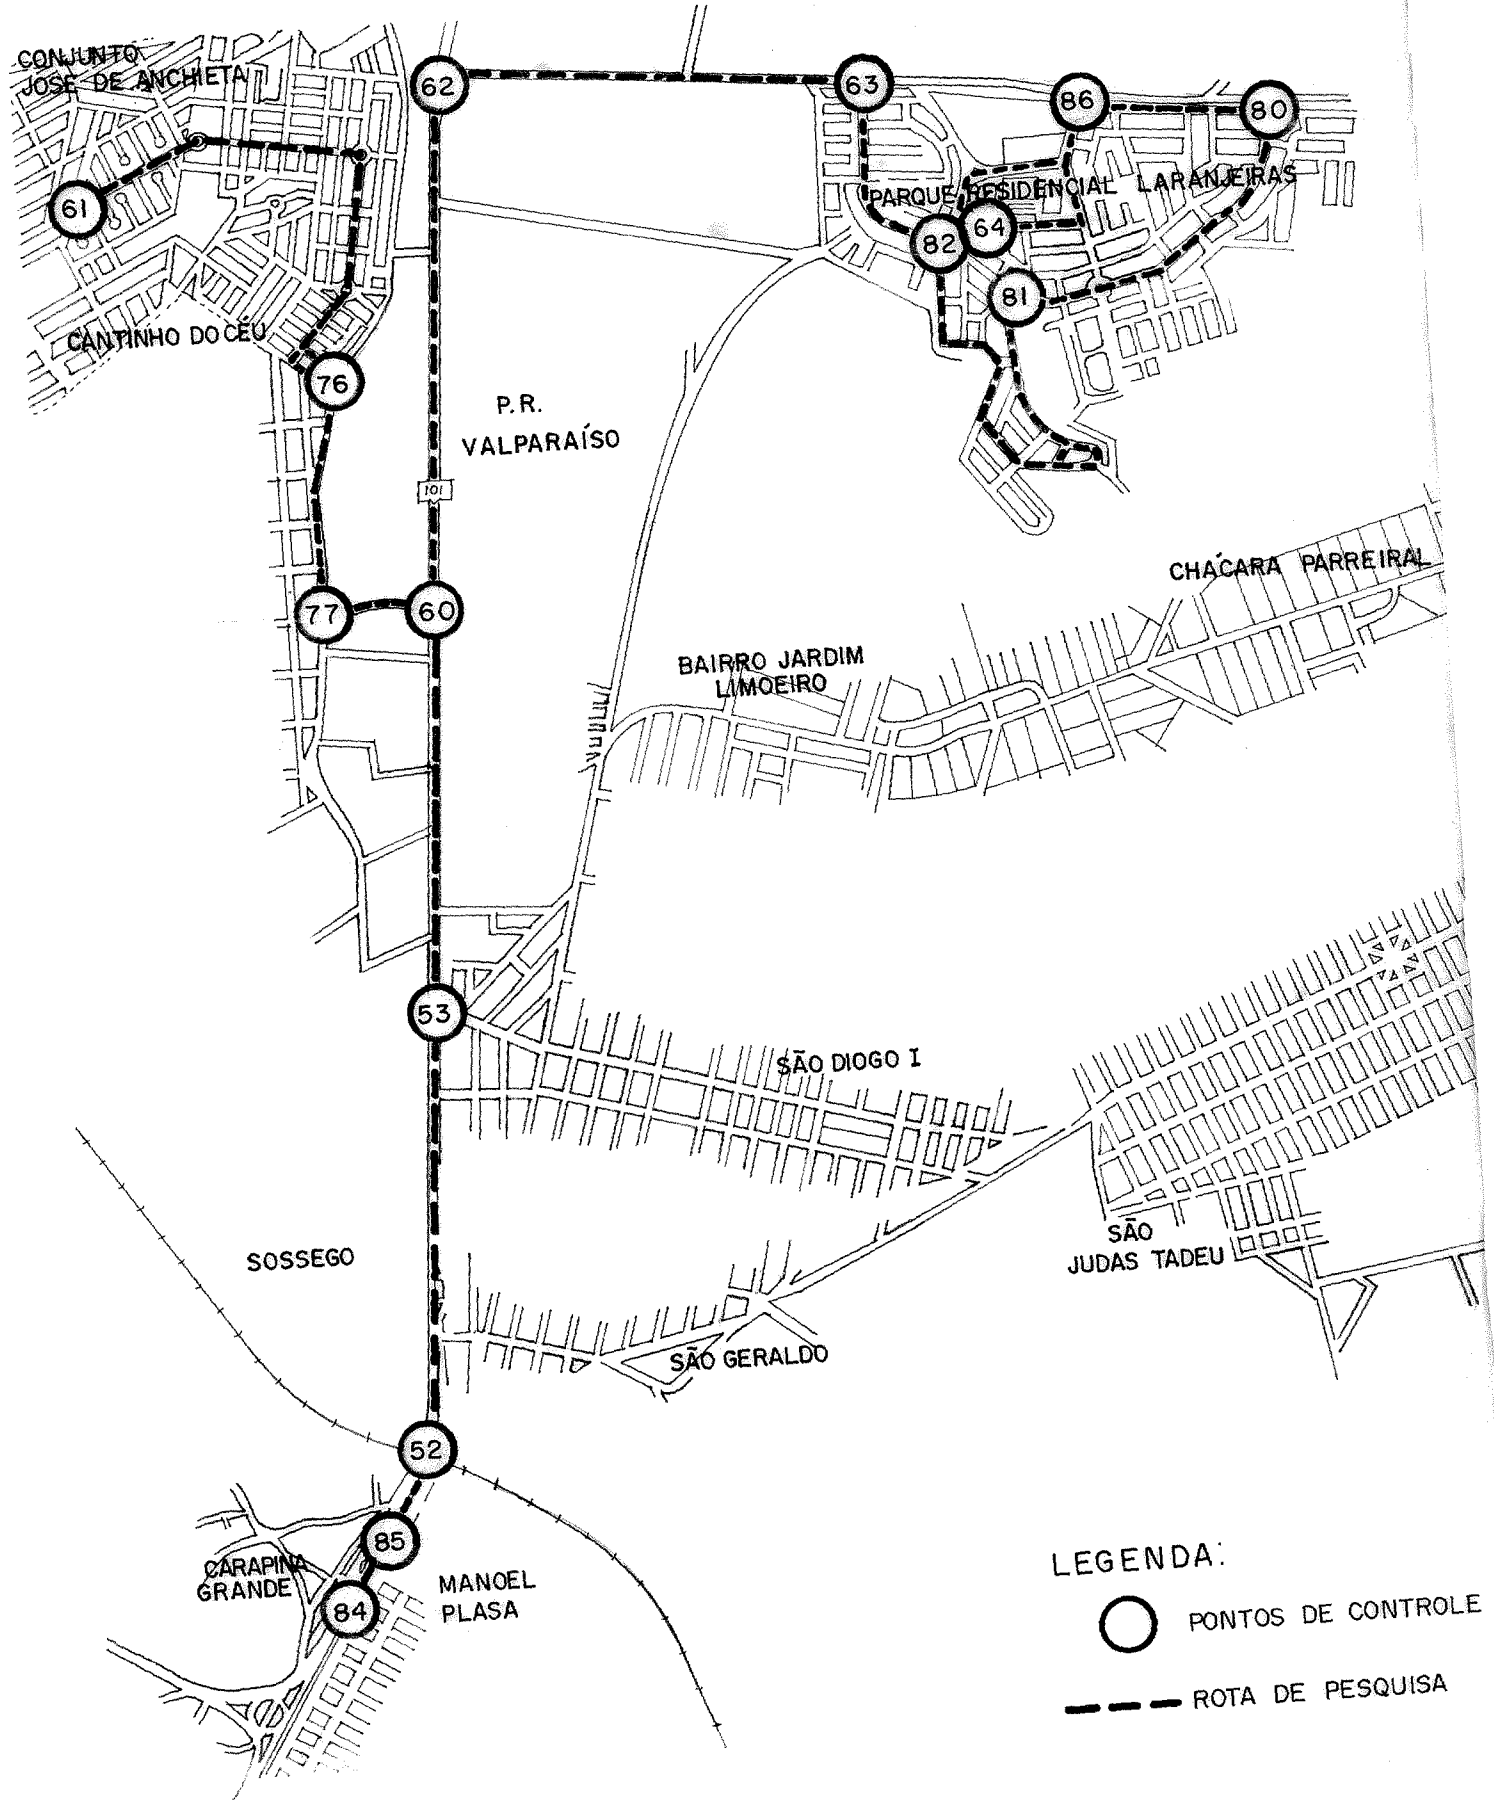 CONJUNTO
JOSÉ DE ANCHIETA
62
63
86
80
61
PARQUE RESIDENCIAL LARANJEIRAS
82
64
81
CANTINHO DO CÉU
76
P.R.
VALPARAÍSO
101
77
60
CHÁCARA PARREIRAL
BAIRRO JARDIM
LIMOEIRO
53
SÃO DIOGO I
SOSSEGO
SÃO
JUDAS TADEU
SÃO GERALDO
52
85
CARAPINA
GRANDE
84
MANOEL
PLASA
LEGENDA:
PONTOS DE CONTROLE
ROTA DE PESQUISA